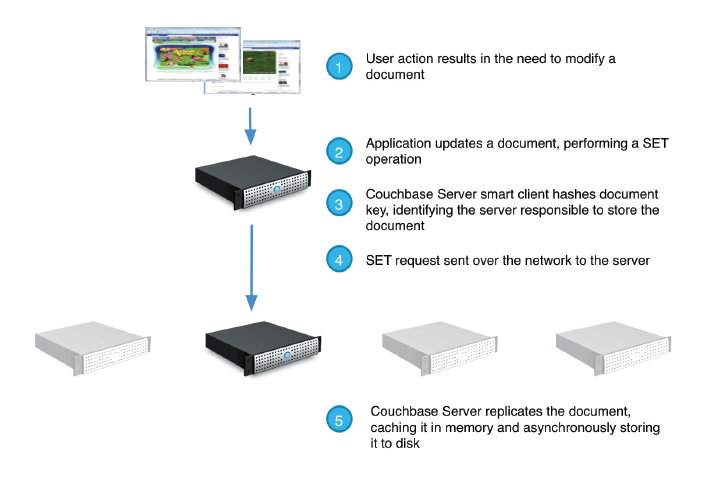 1
User action results in the need to modify a
document
2
Application updates a document, performing a SET
operation
3
Couchbase Server smart client hashes document
key, identifying the server responsible to store the
document
4
SET request sent over the network to the server
5
Couchbase Server replicates the document,
caching it in memory and asynchronously storing
it to disk